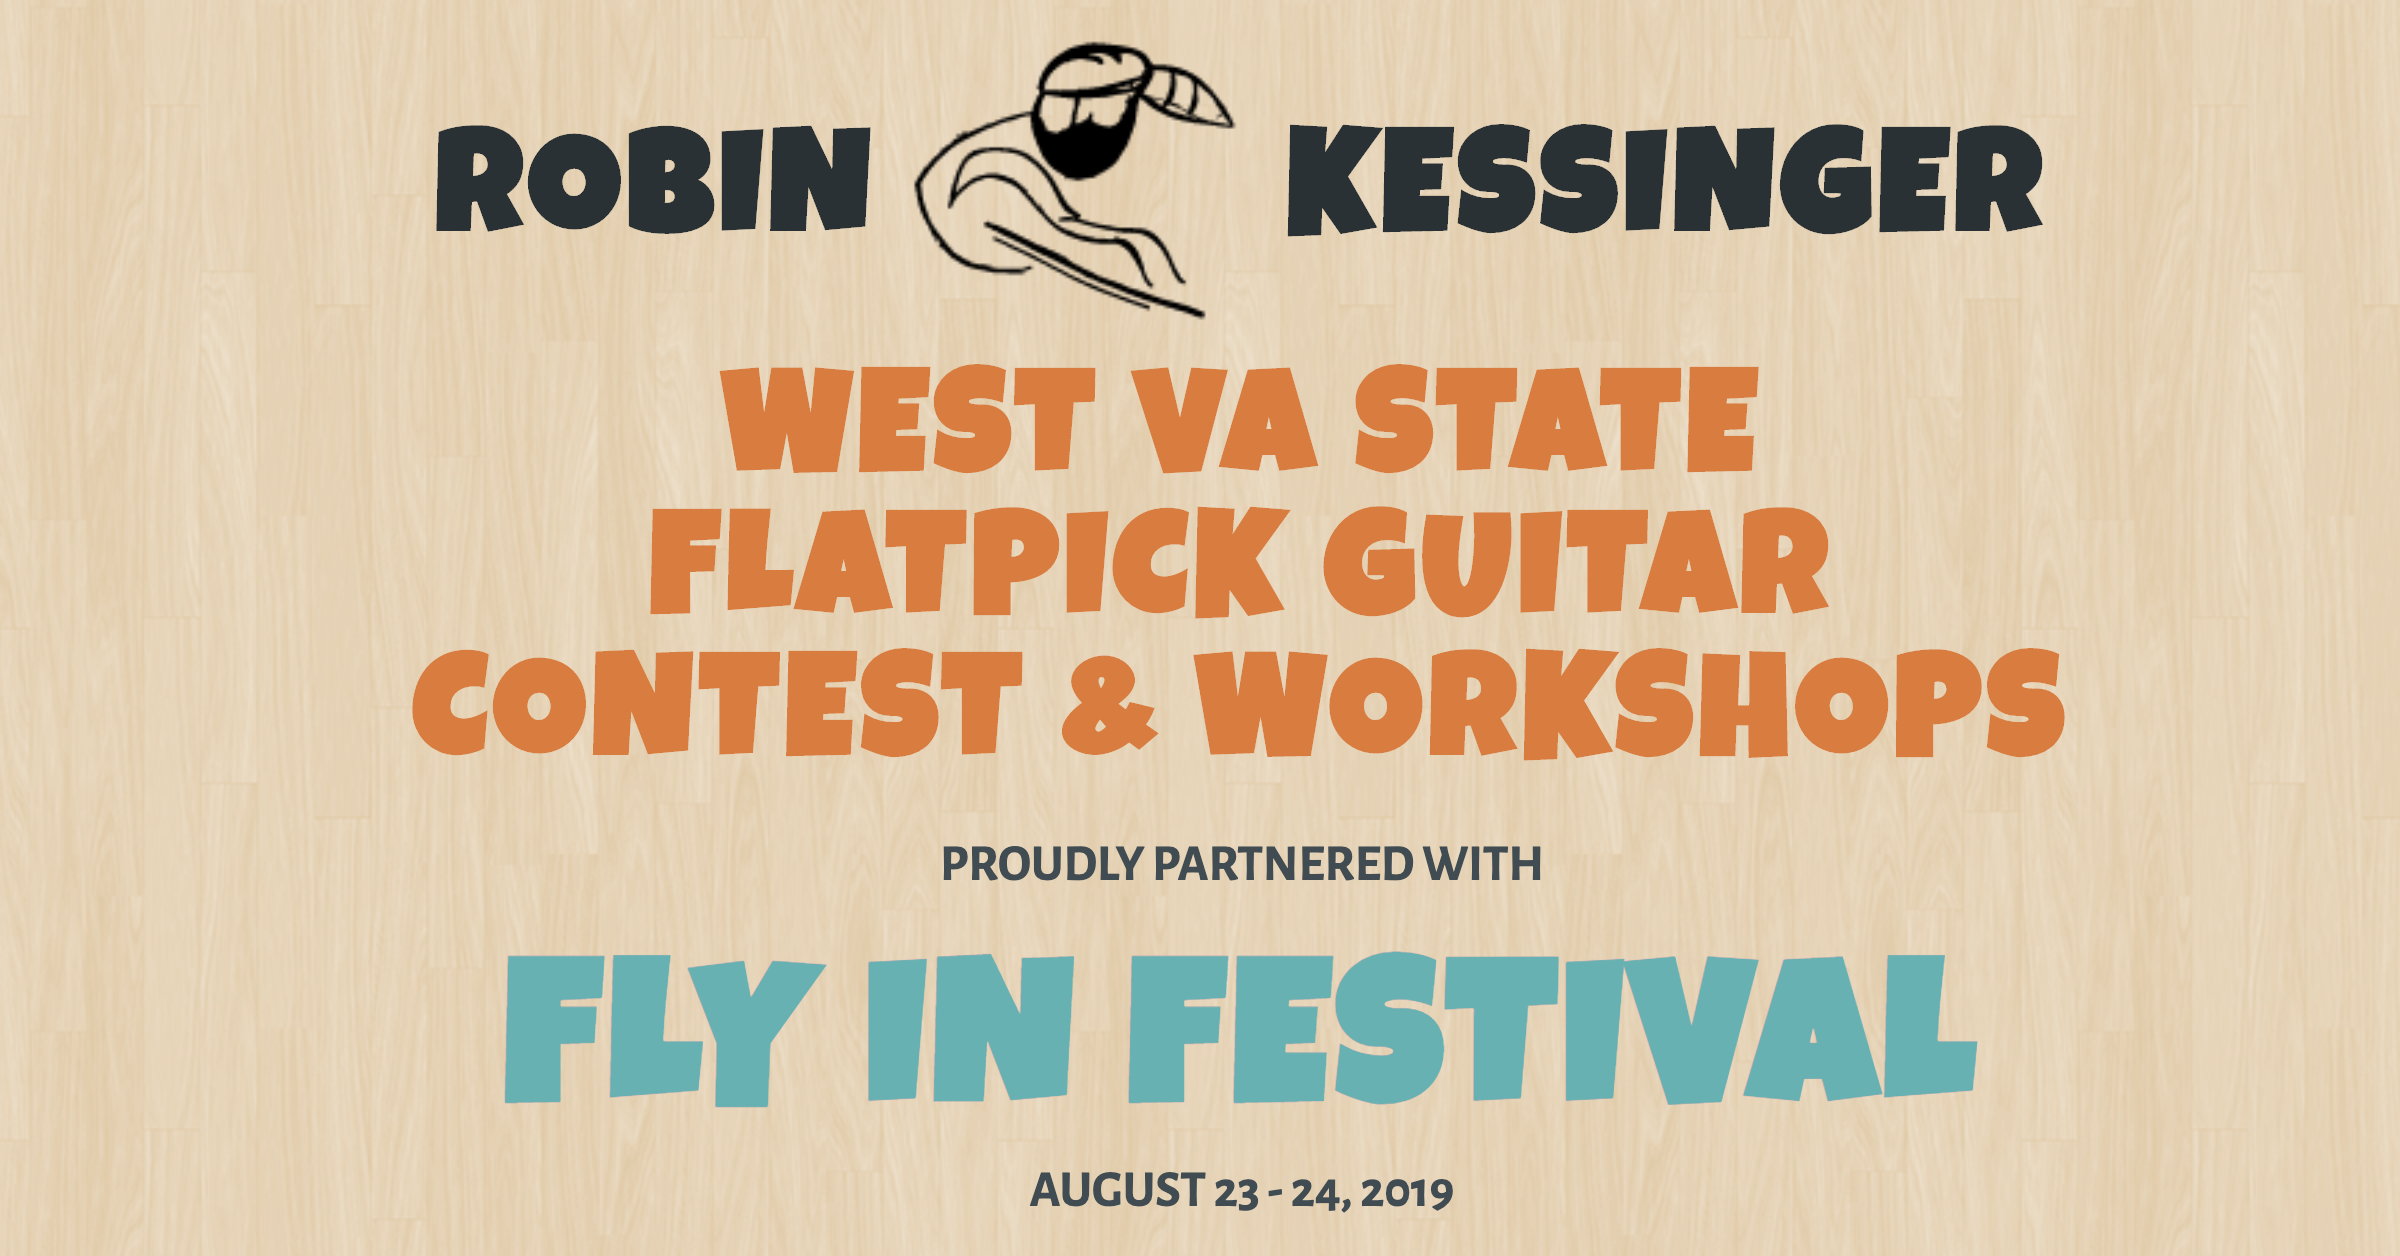 ROBIN KESSINGER
WEST VA STATE
FLATPICK GUITAR
CONTEST & WORKSHOPS
PROUDLY PARTNERED WITH
FLY IN FESTIVAL
AUGUST 23 - 24, 2019